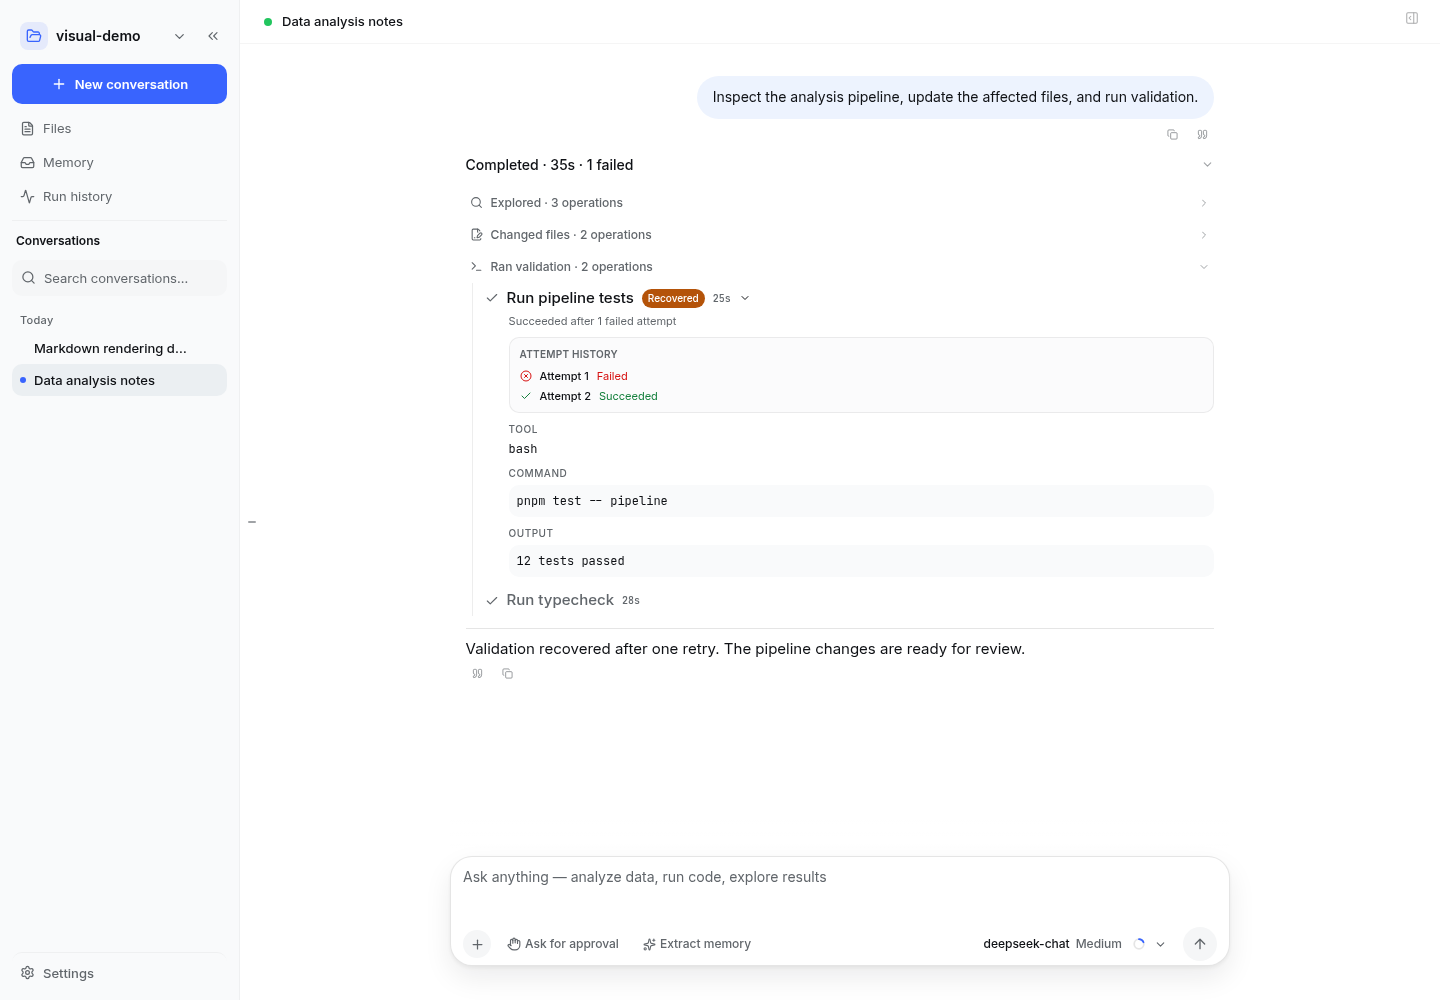 visual-demo
New conversation
Files
Memory
Run history
Conversations
Search conversations...
Today
Markdown rendering d...
Data analysis notes
Settings
Data analysis notes
Inspect the analysis pipeline, update the affected files, and run validation.
Completed · 35s · 1 failed
Explored · 3 operations
Changed files · 2 operations
Ran validation · 2 operations
Run pipeline tests Recovered 25s
Succeeded after 1 failed attempt
ATTEMPT HISTORY
Attempt 1 Failed
Attempt 2 Succeeded
TOOL
bash
COMMAND
pnpm test -- pipeline
OUTPUT
12 tests passed
Run typecheck 28s
Validation recovered after one retry. The pipeline changes are ready for review.
Ask anything — analyze data, run code, explore results
Ask for approval Extract memory deepseek-chat Medium